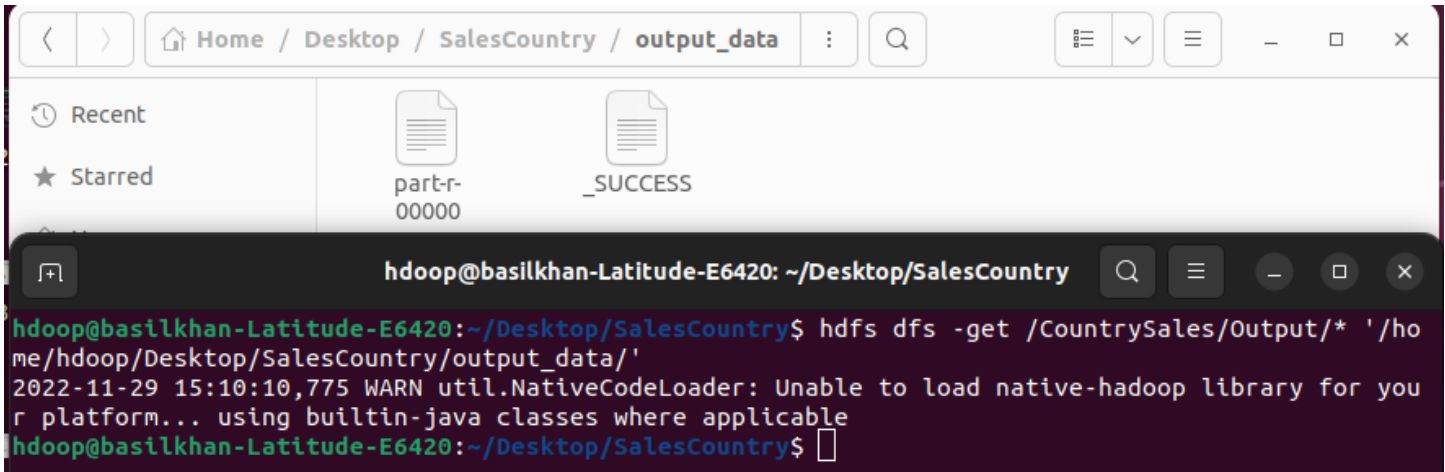 Home / Desktop / SalesCountry / output_data
Recent
Starred
part-r-
00000
_SUCCESS
hdoop@basilkhan-Latitude-E6420: ~/Desktop/SalesCountry
hdoop@basilkhan-Latitude-E6420:~/Desktop/SalesCountry$ hdfs dfs -get /CountrySales/Output/* '/ho
me/hdoop/Desktop/SalesCountry/output_data/'
2022-11-29 15:10:10,775 WARN util.NativeCodeLoader: Unable to load native-hadoop library for you
r platform... using builtin-java classes where applicable
hdoop@basilkhan-Latitude-E6420:~/Desktop/SalesCountry$